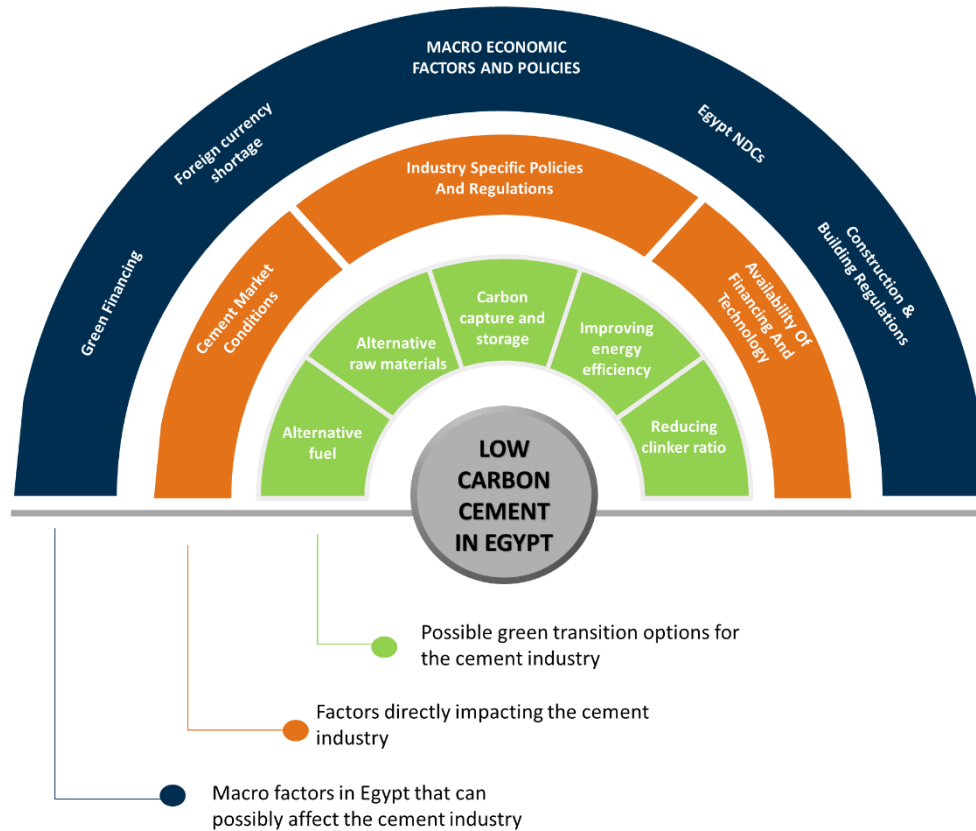 MACRO ECONOMIC
FACTORS AND POLICIES
Foreign currency
shortage
Egypt NDCs
Green Financing
Construction &
Building Regulations
Industry Specific Policies
And Regulations
Cement Market
Conditions
Availability Of
Financing And
Technology
Carbon
capture and
storage
Alternative
raw materials
Improving
energy
efficiency
Alternative
fuel
Reducing
clinker ratio
LOW
CARBON
CEMENT
IN EGYPT
Possible green transition options for
the cement industry
Factors directly impacting the cement
industry
Macro factors in Egypt that can
possibly affect the cement industry